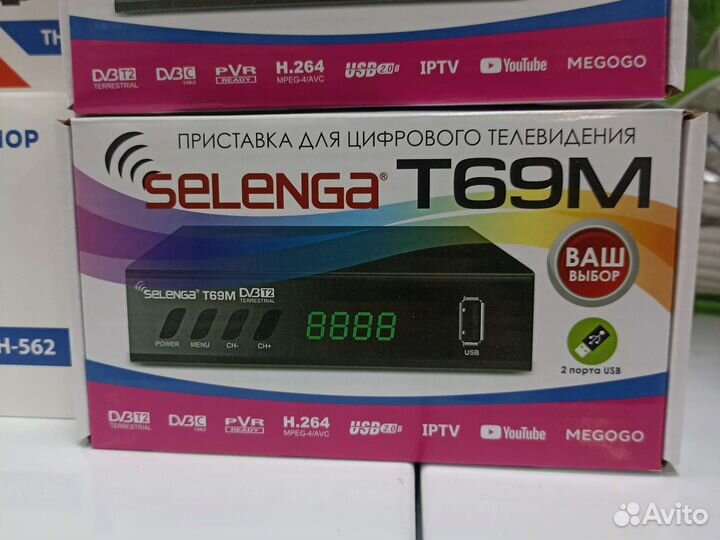 TH
DVB T2
TERRESTRIAL
DVB C
CABLE
PVR
READY
H.264
MPEG-4/AVC
USB 2.0
IPTV
YouTube
MEGOGO
ПРИСТАВКА ДЛЯ ЦИФРОВОГО ТЕЛЕВИДЕНИЯ
SELENGA® T69M
ВАШ
ВЫБОР
SELENGA® T69M DVB T2
TERRESTRIAL
8888
POWER MENU CH- CH+
USB
2 порта USB
H-562
DVB T2
TERRESTRIAL
DVB C
CABLE
PVR
READY
H.264
MPEG-4/AVC
USB 2.0
IPTV
YouTube
MEGOGO
Avito